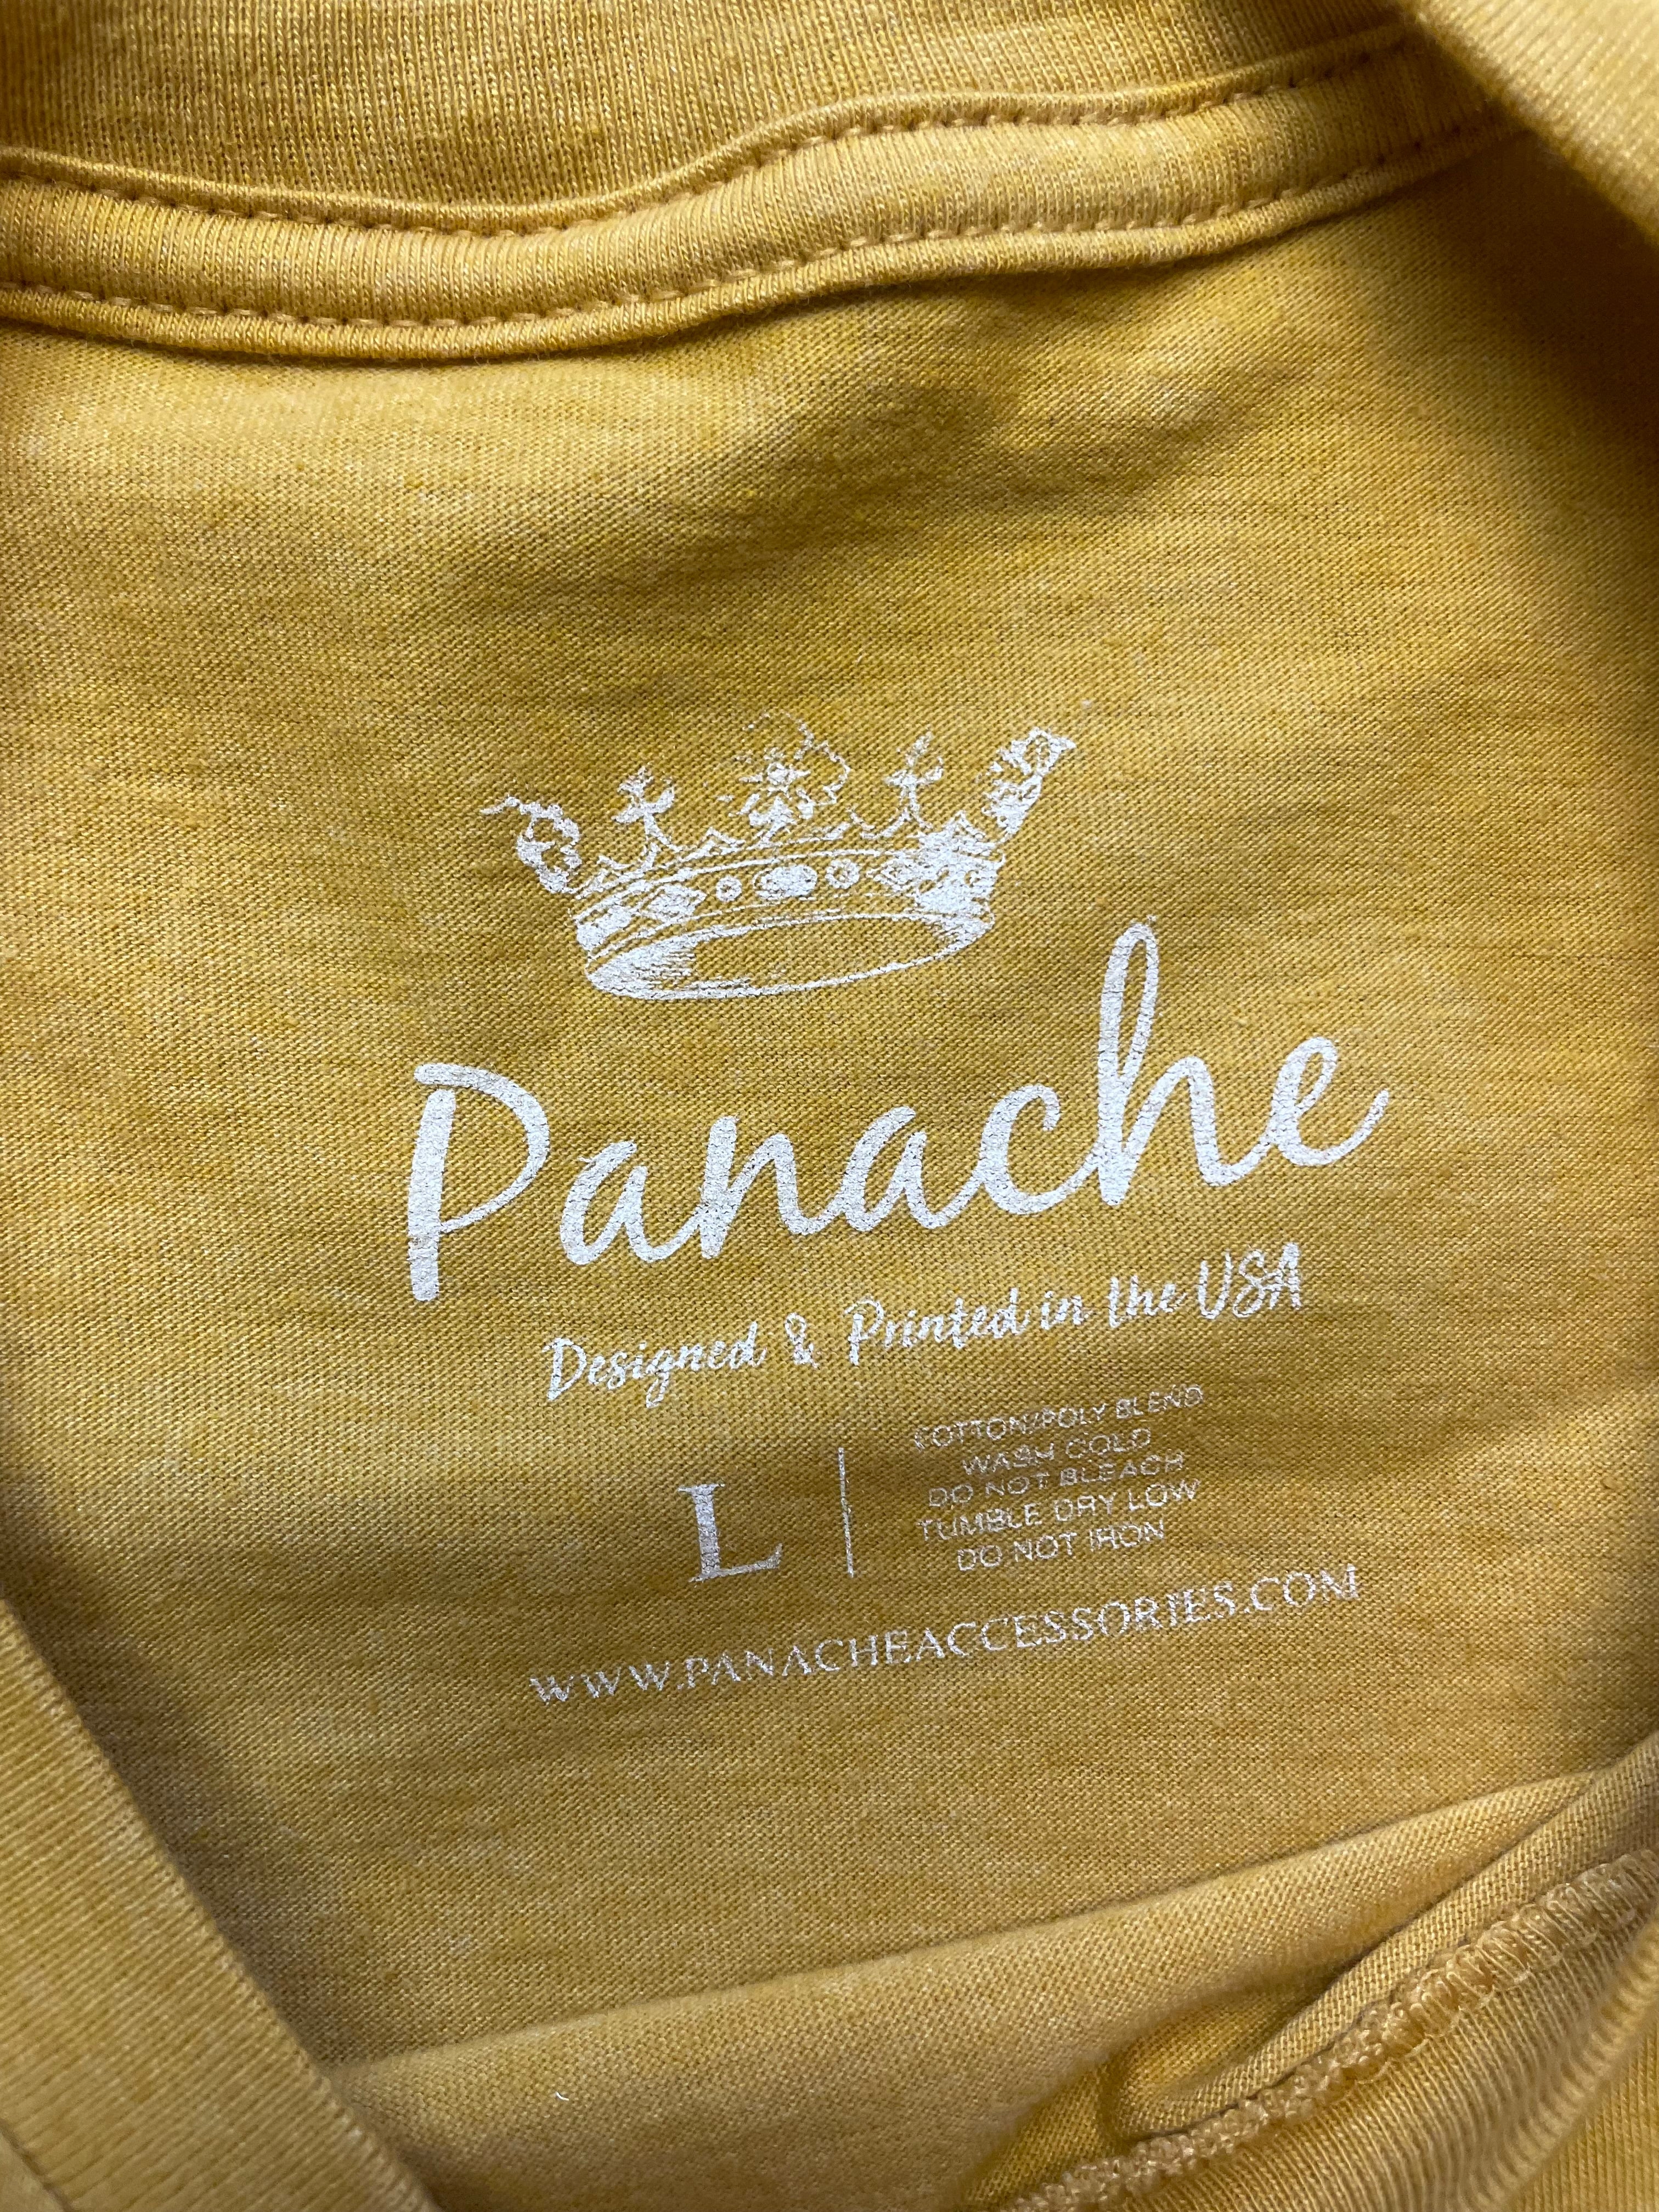 Panache
Designed & Printed in the USA
L
COTTON/POLY BLEND
WASH COLD
DO NOT BLEACH
TUMBLE DRY LOW
DO NOT IRON
WWW.PANACHEACCESSORIES.COM